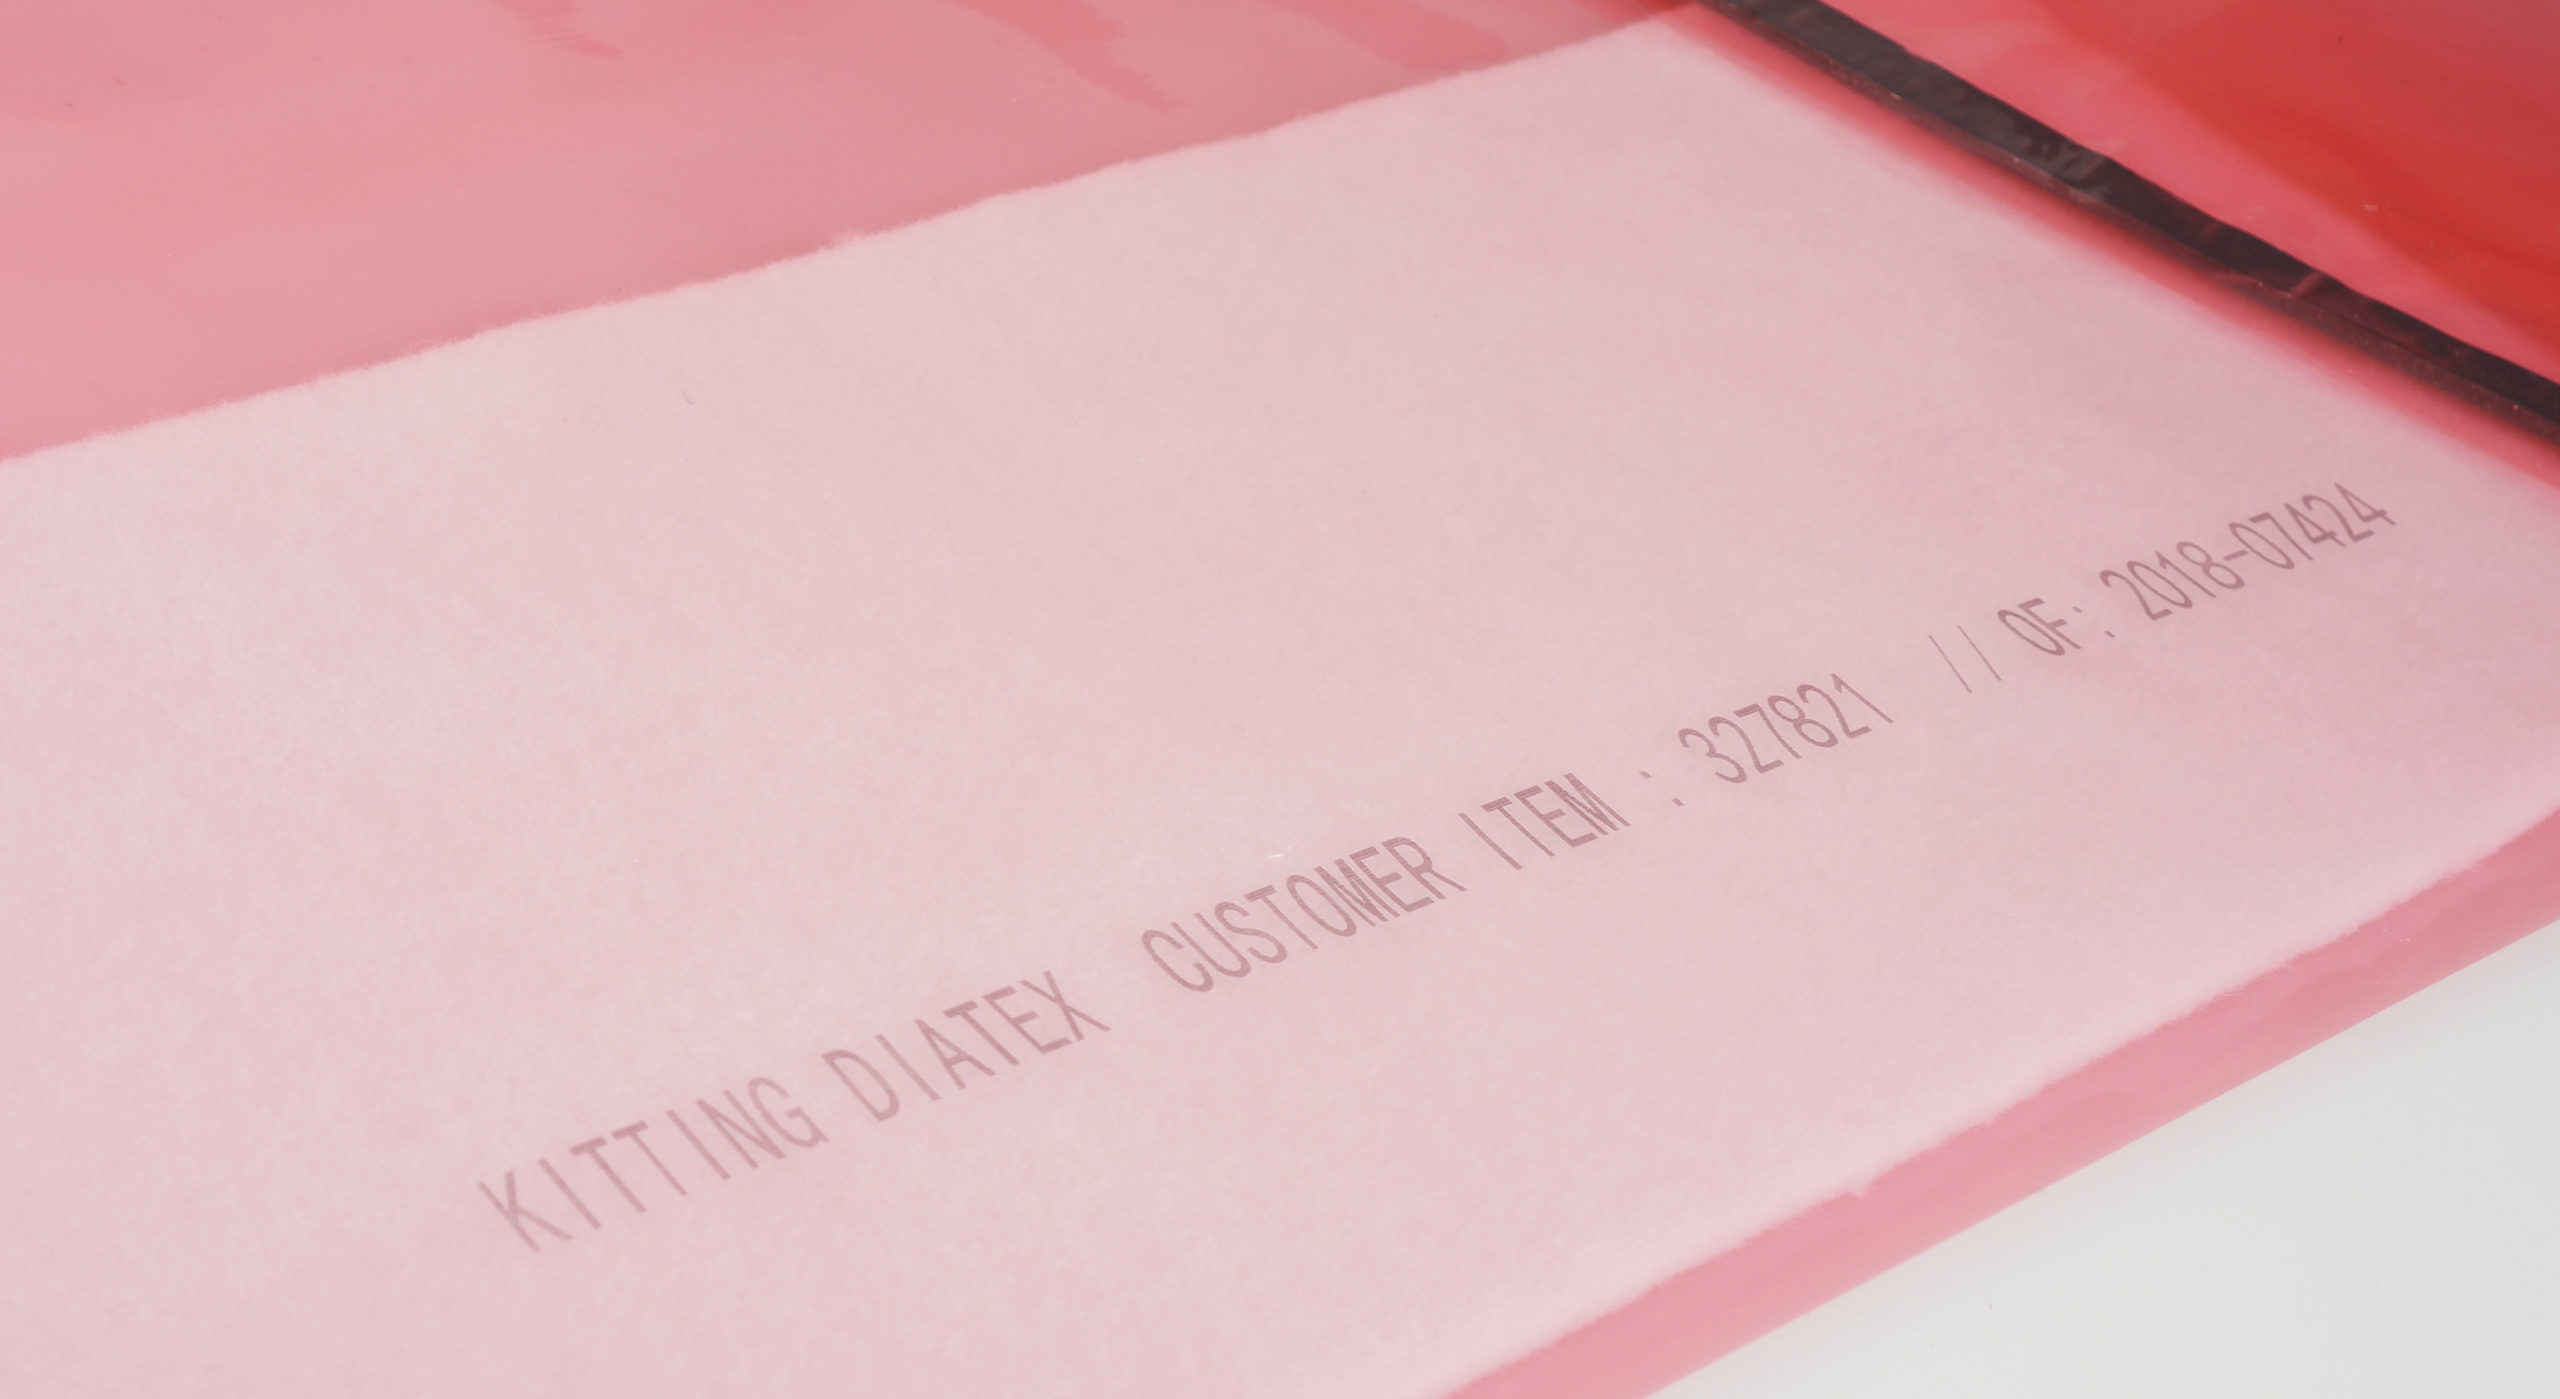 KITTING DIATEX CUSTOMER ITEM : 327821 // OF : 2018-07424